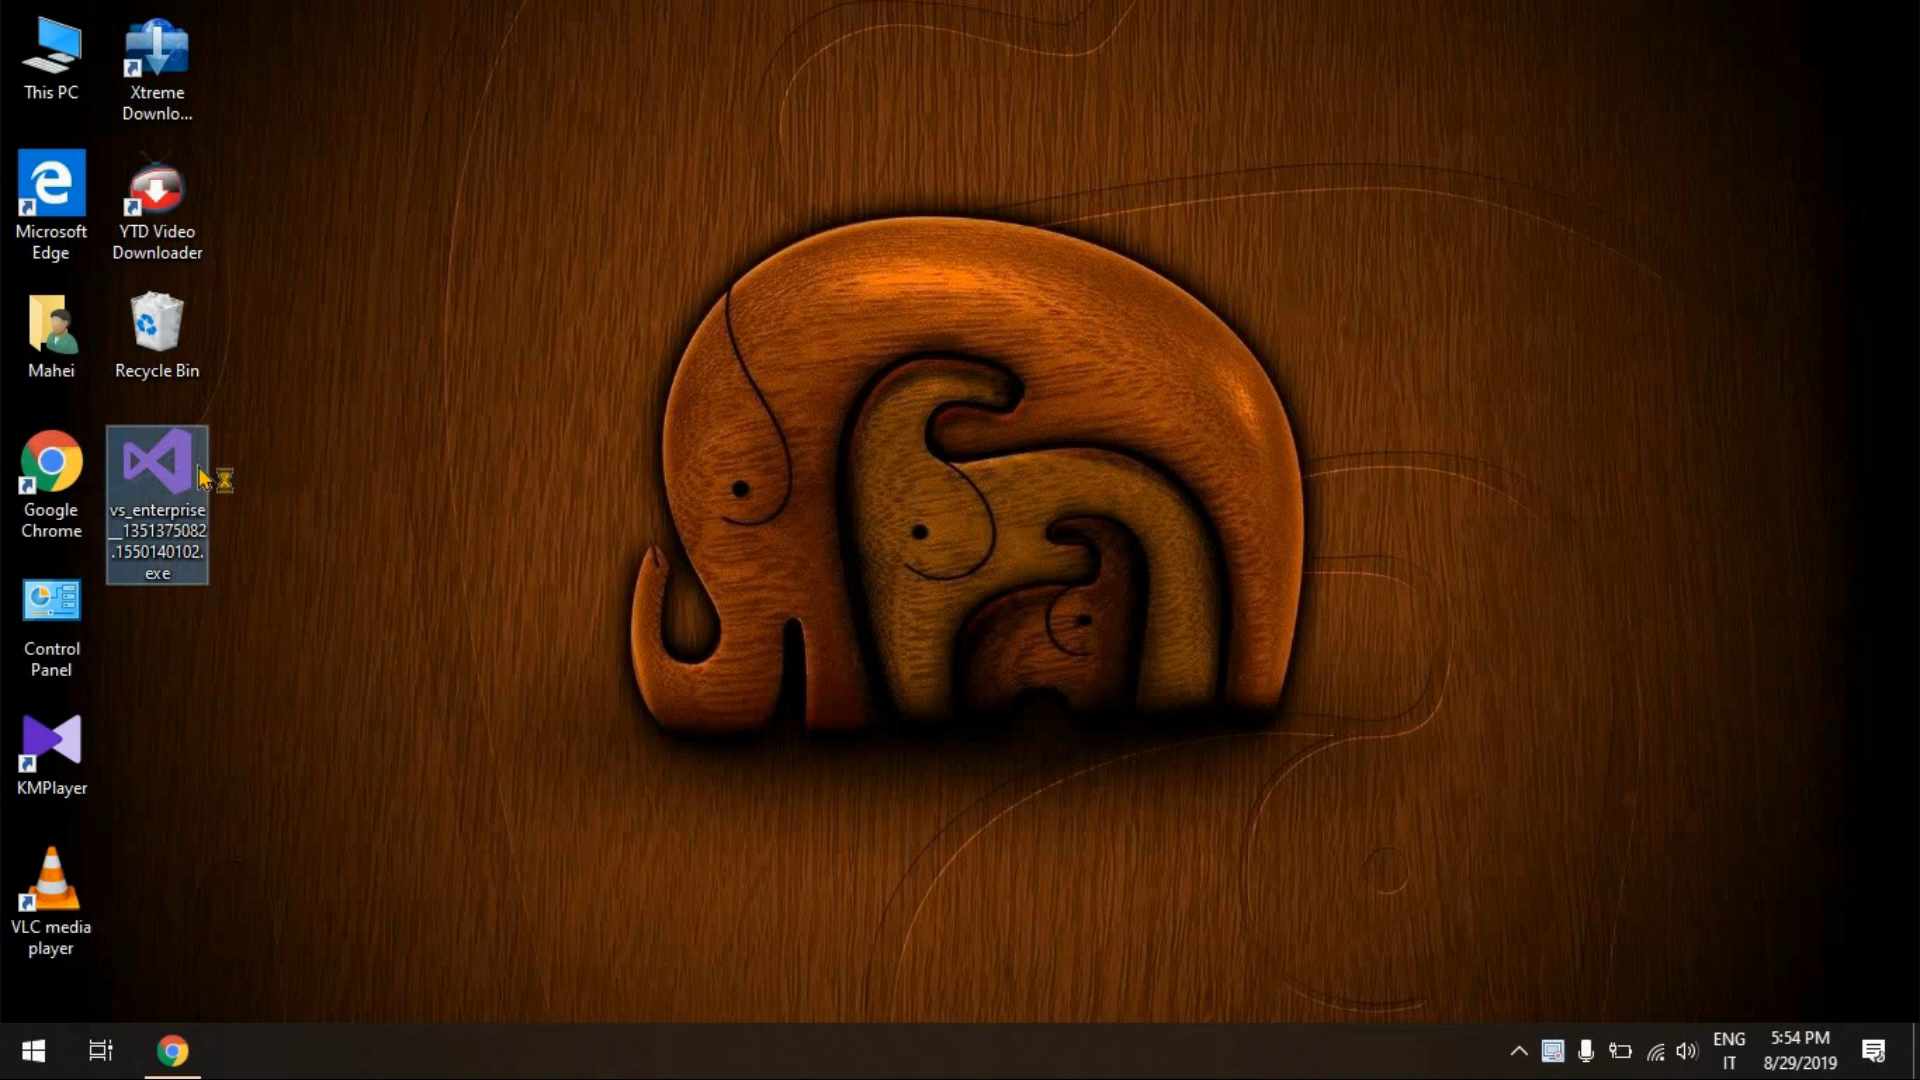 This PC
Xtreme
Downlo...
Microsoft
Edge
YTD Video
Downloader
Mahei
Recycle Bin
Google
Chrome
vs_enterprise
__1351375082
.1550140102.
exe
Control
Panel
KMPlayer
VLC media
player
ENG
IT
5:54 PM
8/29/2019